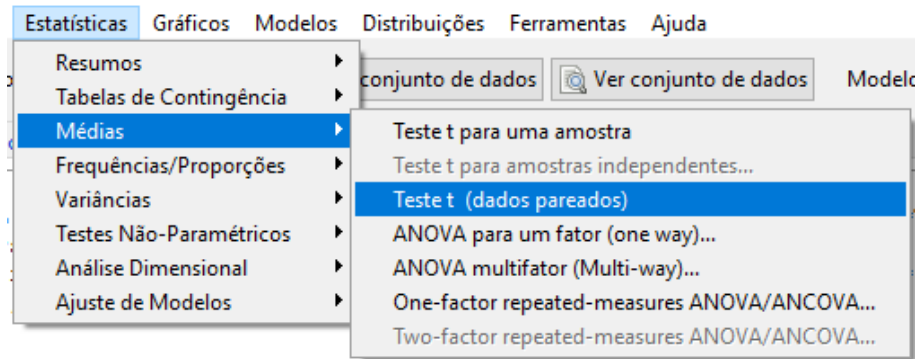 Estatísticas Gráficos Modelos Distribuições Ferramentas Ajuda
Resumos
conjunto de dados Ver conjunto de dados
Tabelas de Contingência
Médias
Teste t para uma amostra
Frequências/Proporções
Teste t para amostras independentes...
Variâncias
Teste t (dados pareados)
Testes Não-Paramétricos
ANOVA para um fator (one way)...
Análise Dimensional
ANOVA multifator (Multi-way)...
Ajuste de Modelos
One-factor repeated-measures ANOVA/ANCOVA...
Two-factor repeated-measures ANOVA/ANCOVA...